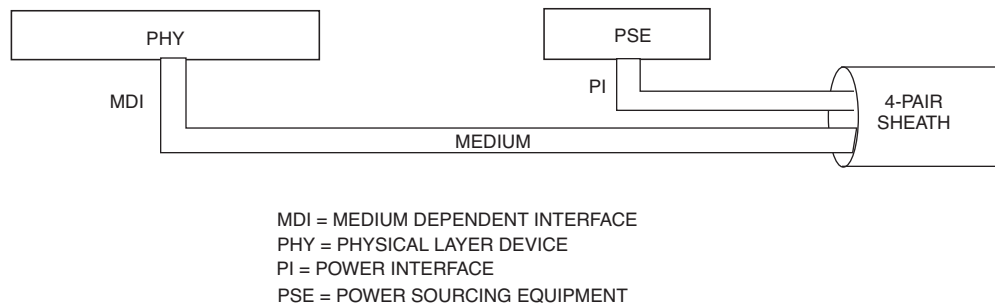 PHY
PSE
MDI
PI
4-PAIR
SHEATH
MEDIUM
MDI = MEDIUM DEPENDENT INTERFACE
PHY = PHYSICAL LAYER DEVICE
PI = POWER INTERFACE
PSE = POWER SOURCING EQUIPMENT